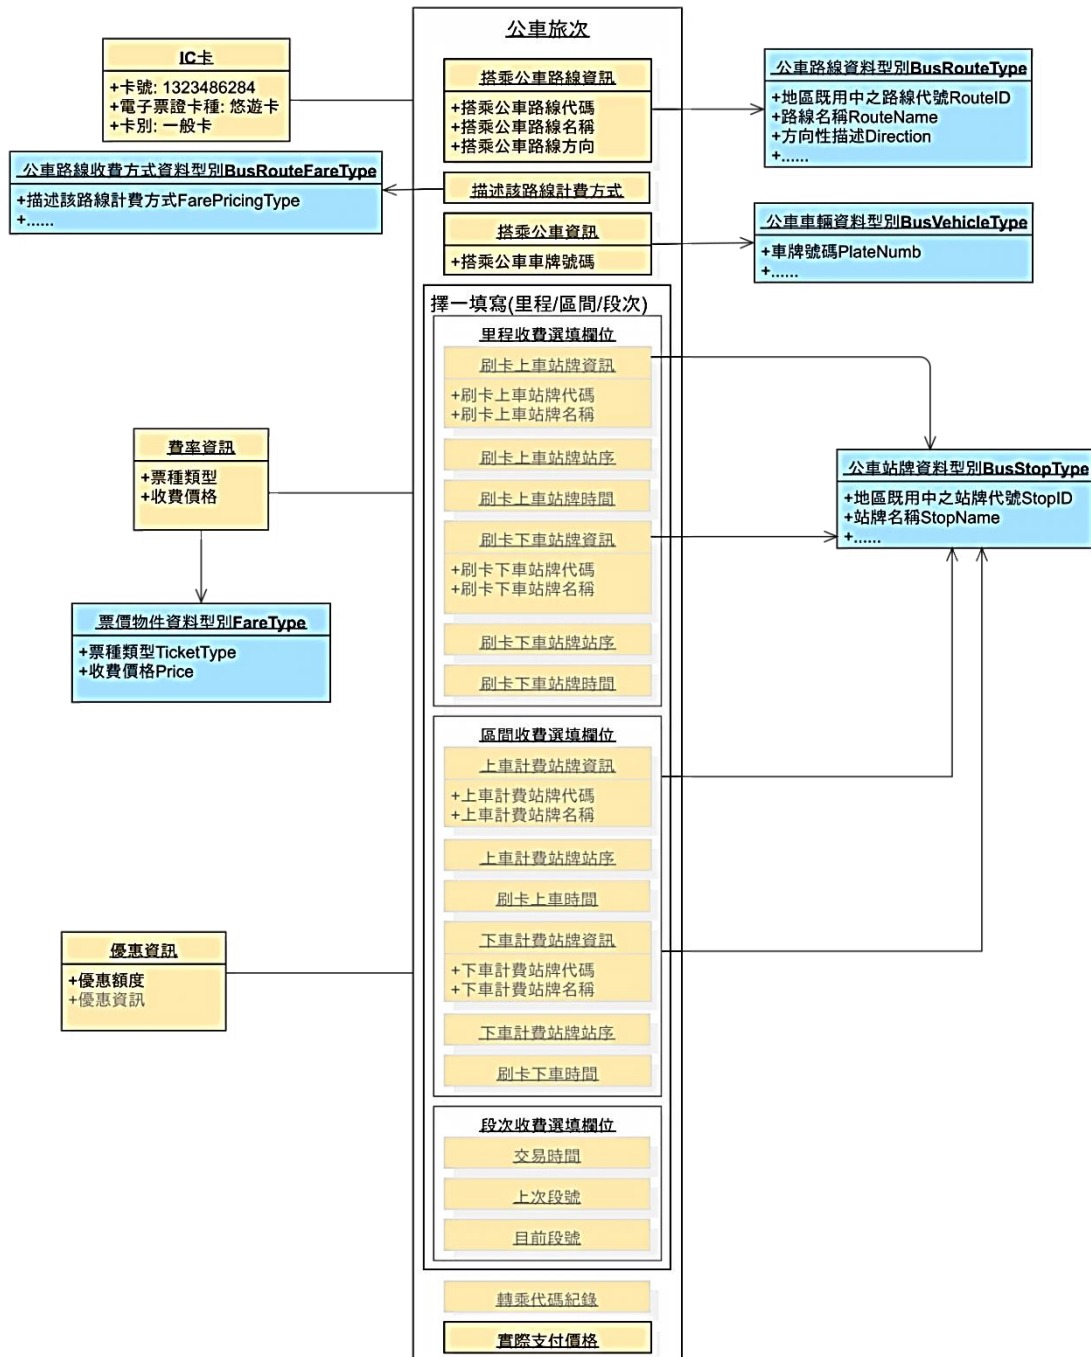 公車旅次
IC卡
+卡號: 1323486284
+電子票證卡種: 悠遊卡
+卡別: 一般卡
搭乘公車路線資訊
+搭乘公車路線代碼
+搭乘公車路線名稱
+搭乘公車路線方向
公車路線資料型別BusRouteType
+地區既用中之路線代號RouteID
+路線名稱RouteName
+方向性描述Direction
+......
公車路線收費方式資料型別BusRouteFareType
+描述該路線計費方式FarePricingType
+......
描述該路線計費方式
搭乘公車資訊
+搭乘公車車牌號碼
公車車輛資料型別BusVehicleType
+車牌號碼PlateNumb
+......
擇一填寫(里程/區間/段次)
里程收費選填欄位
刷卡上車站牌資訊
+刷卡上車站牌代碼
+刷卡上車站牌名稱
刷卡上車站牌站序
刷卡上車站牌時間
刷卡下車站牌資訊
+刷卡下車站牌代碼
+刷卡下車站牌名稱
刷卡下車站牌站序
刷卡下車站牌時間
費率資訊
+票種類型
+收費價格
公車站牌資料型別BusStopType
+地區既用中之站牌代號StopID
+站牌名稱StopName
+......
票價物件資料型別FareType
+票種類型TicketType
+收費價格Price
區間收費選填欄位
上車計費站牌資訊
+上車計費站牌代碼
+上車計費站牌名稱
上車計費站牌站序
刷卡上車時間
下車計費站牌資訊
+下車計費站牌代碼
+下車計費站牌名稱
下車計費站牌站序
刷卡下車時間
優惠資訊
+優惠額度
+優惠資訊
段次收費選填欄位
交易時間
上次段號
目前段號
轉乘代碼紀錄
實際支付價格